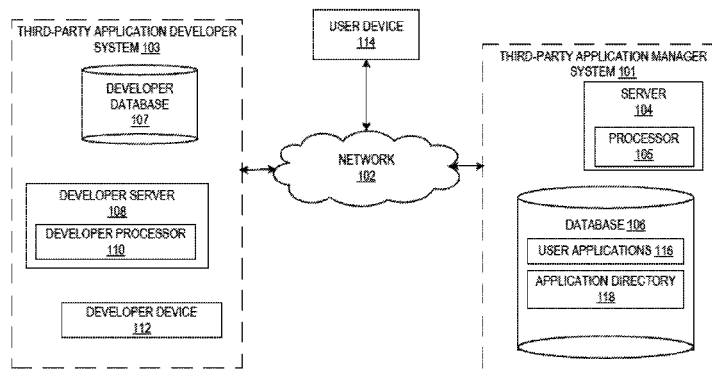 THIRD-PARTY APPLICATION DEVELOPER
SYSTEM 103
DEVELOPER
DATABASE
107
DEVELOPER SERVER
108
DEVELOPER PROCESSOR
110
DEVELOPER DEVICE
112
USER DEVICE
114
NETWORK
102
THIRD-PARTY APPLICATION MANAGER
SYSTEM 101
SERVER
104
PROCESSOR
105
DATABASE 106
USER APPLICATIONS 116
APPLICATION DIRECTORY
118